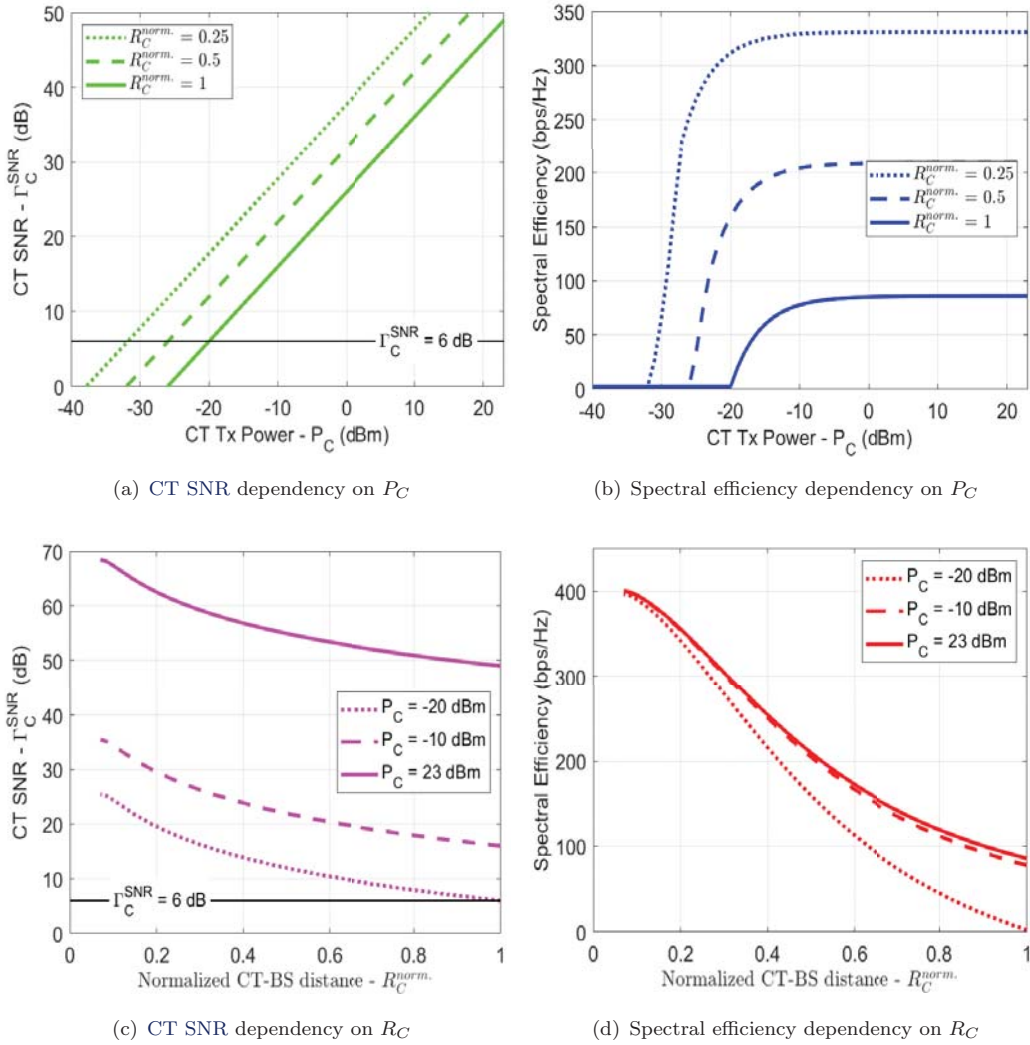 50
40
30
20
10
0
CT SNR - Γ_C^SNR (dB)
R_C^norm. = 0.25
R_C^norm. = 0.5
R_C^norm. = 1
Γ_C^SNR = 6 dB
-40 -30 -20 -10 0 10 20
CT Tx Power - P_C (dBm)
(a) CT SNR dependency on P_C
350
300
250
200
150
100
50
0
Spectral Efficiency (bps/Hz)
R_C^norm. = 0.25
R_C^norm. = 0.5
R_C^norm. = 1
-40 -30 -20 -10 0 10 20
CT Tx Power - P_C (dBm)
(b) Spectral efficiency dependency on P_C
70
60
50
40
30
20
10
0
CT SNR - Γ_C^SNR (dB)
P_C = -20 dBm
P_C = -10 dBm
P_C = 23 dBm
Γ_C^SNR = 6 dB
0 0.2 0.4 0.6 0.8 1
Normalized CT-BS distance - R_C^norm.
(c) CT SNR dependency on R_C
400
300
200
100
0
Spectral Efficiency (bps/Hz)
P_C = -20 dBm
P_C = -10 dBm
P_C = 23 dBm
0 0.2 0.4 0.6 0.8 1
Normalized CT-BS distance - R_C^norm.
(d) Spectral efficiency dependency on R_C